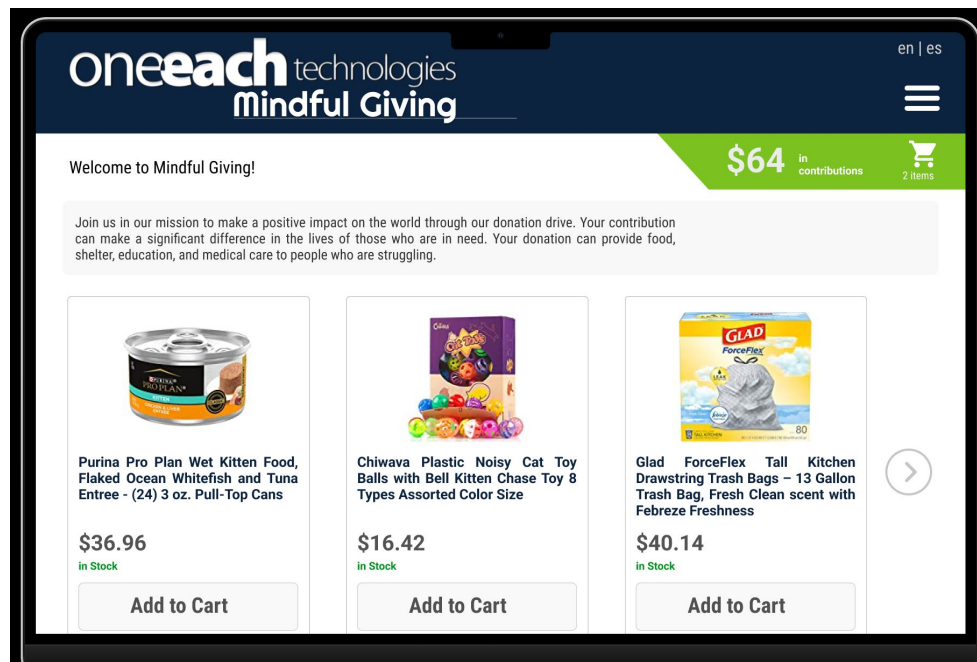 oneeach technologies
Mindful Giving
en | es
Welcome to Mindful Giving!
$64 in contributions
2 items
Join us in our mission to make a positive impact on the world through our donation drive. Your contribution
can make a significant difference in the lives of those who are in need. Your donation can provide food,
shelter, education, and medical care to people who are struggling.
PURINA
PRO PLAN
KITTEN
Purina Pro Plan Wet Kitten Food,
Flaked Ocean Whitefish and Tuna
Entree - (24) 3 oz. Pull-Top Cans
$36.96
in Stock
Add to Cart
Chiwava Plastic Noisy Cat Toy
Balls with Bell Kitten Chase Toy 8
Types Assorted Color Size
$16.42
in Stock
Add to Cart
GLAD
ForceFlex
LEAK
febreze
TALL KITCHEN
80
Glad ForceFlex Tall Kitchen
Drawstring Trash Bags – 13 Gallon
Trash Bag, Fresh Clean scent with
Febreze Freshness
$40.14
in Stock
Add to Cart